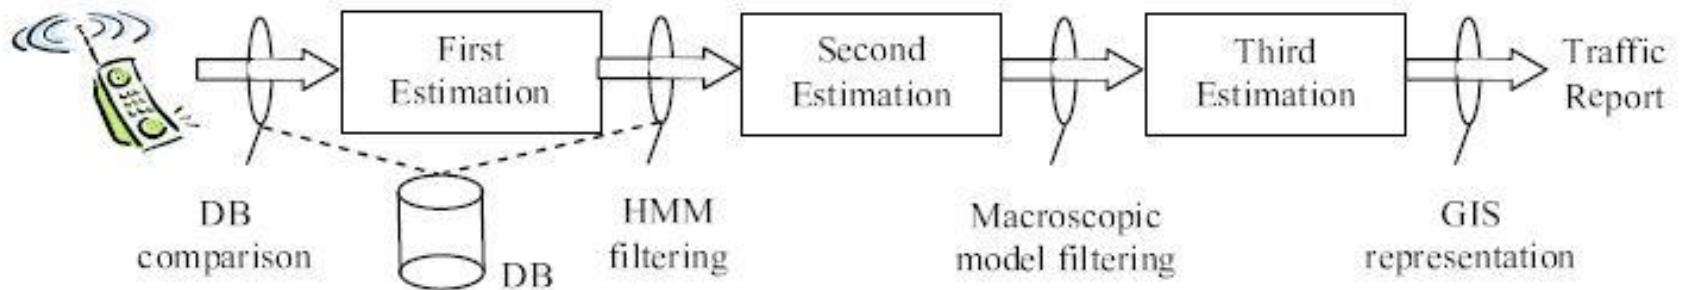 First
Estimation
Second
Estimation
Third
Estimation
Traffic
Report
DB
comparison
DB
HMM
filtering
Macroscopic
model filtering
GIS
representation